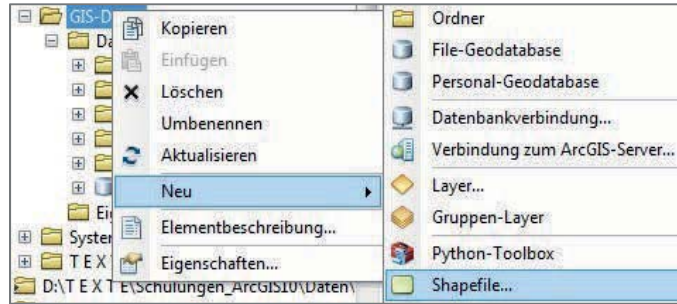 GIS-D
Da
Ei
System
T E X
D:\T E X T E\Schulungen_ArcGIS10\Daten\
Kopieren
Einfügen
Löschen
Umbenennen
Aktualisieren
Neu
Elementbeschreibung...
Eigenschaften...
Ordner
File-Geodatabase
Personal-Geodatabase
Datenbankverbindung...
Verbindung zum ArcGIS-Server...
Layer...
Gruppen-Layer
Python-Toolbox
Shapefile...